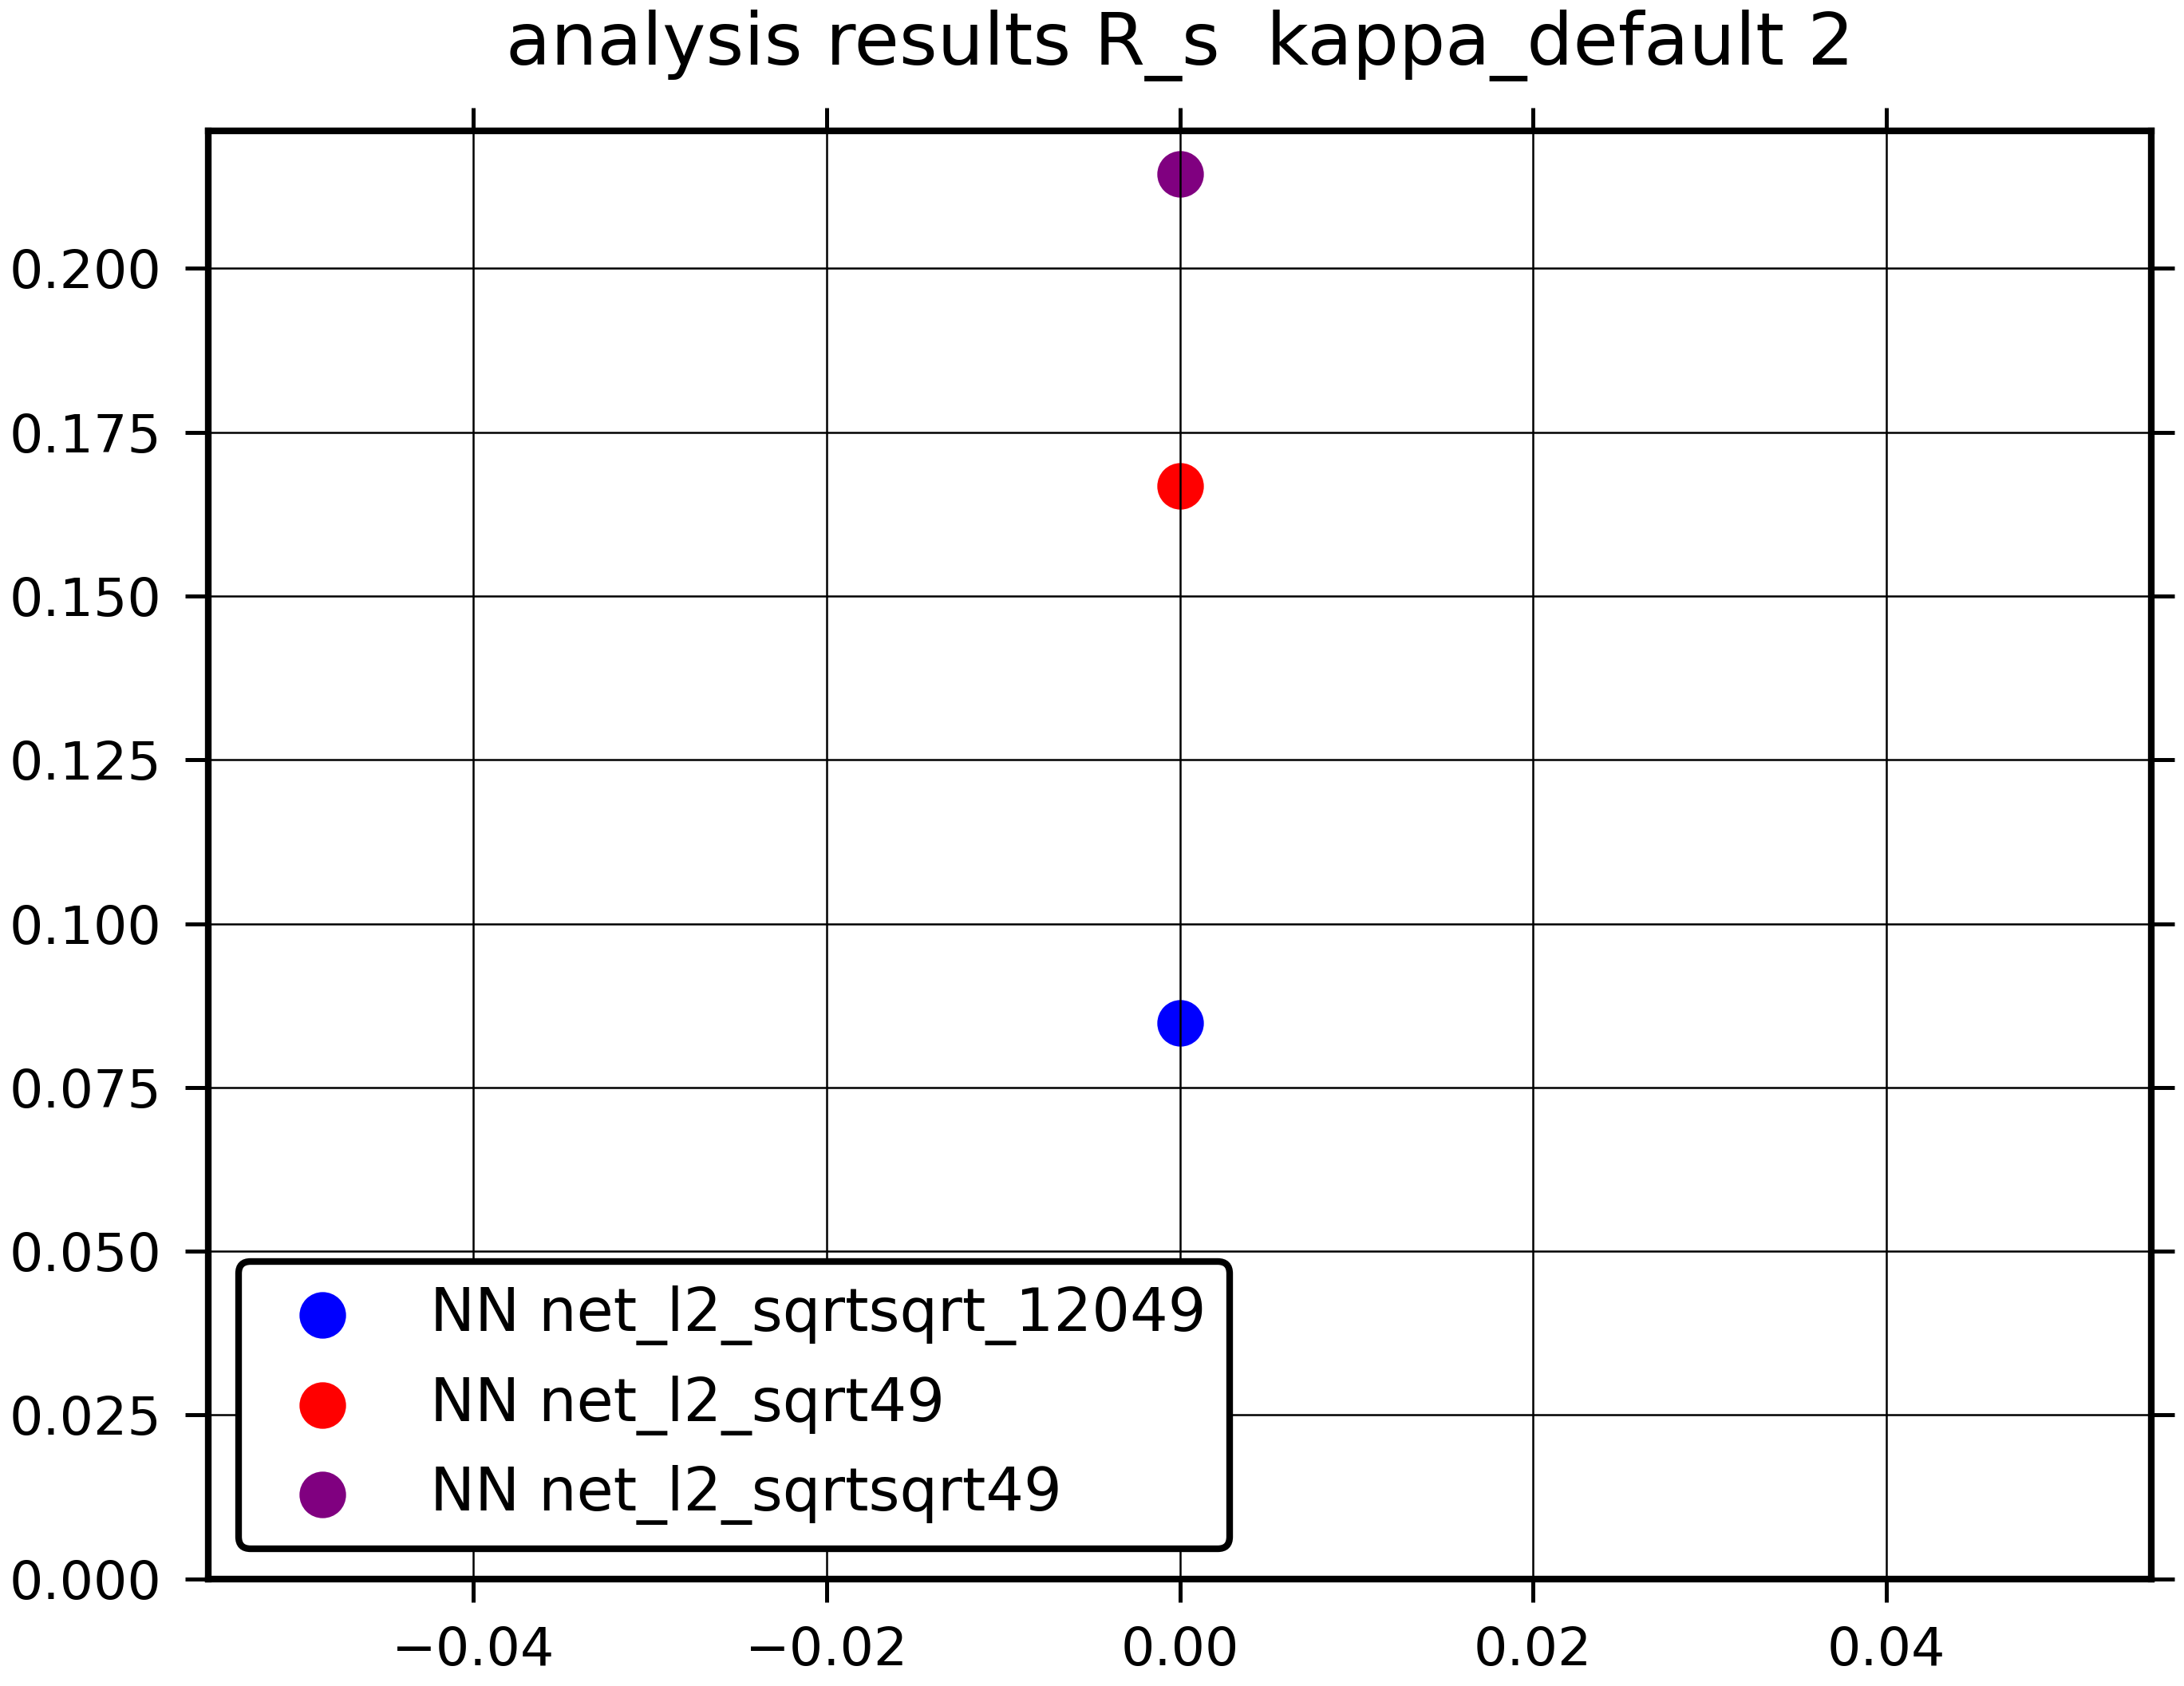 analysis results R_s  kappa_default 2
0.200
0.175
0.150
0.125
0.100
0.075
0.050
0.025
0.000
NN net_l2_sqrtsqrt_12049
NN net_l2_sqrt49
NN net_l2_sqrtsqrt49
−0.04 −0.02 0.00 0.02 0.04